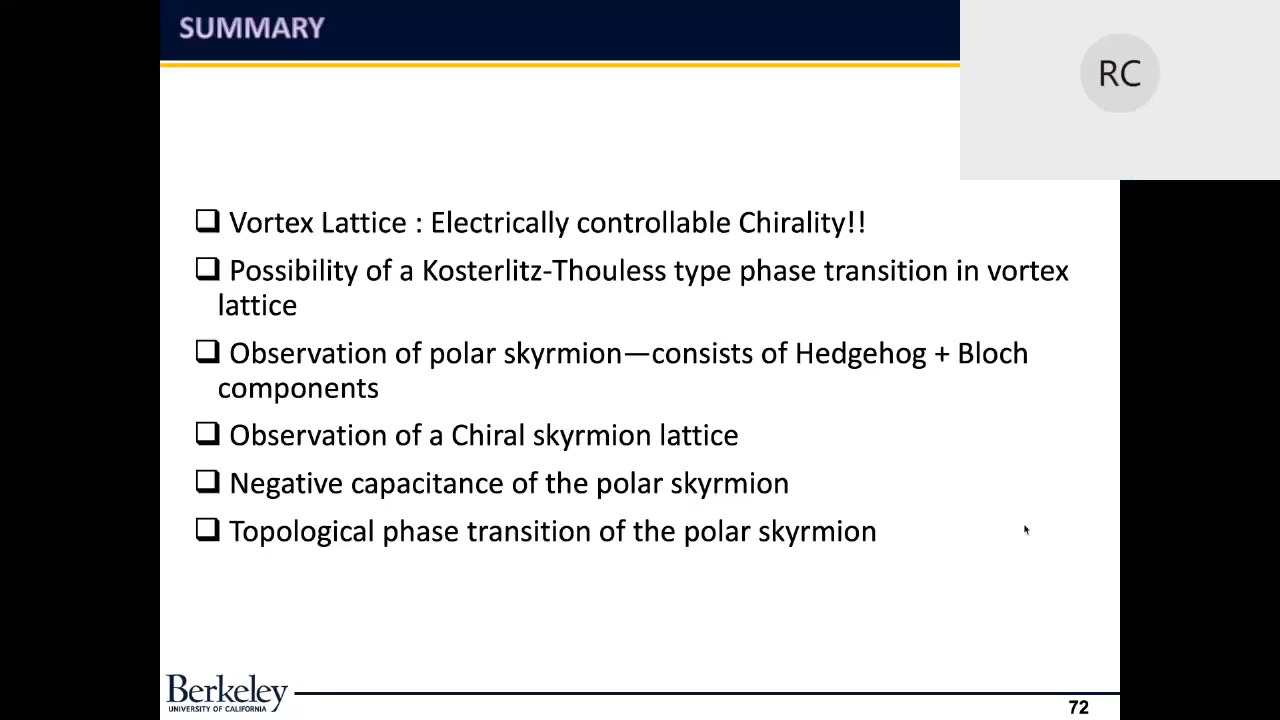 SUMMARY
RC
❑ Vortex Lattice : Electrically controllable Chirality!!
❑ Possibility of a Kosterlitz-Thouless type phase transition in vortex
lattice
❑ Observation of polar skyrmion—consists of Hedgehog + Bloch
components
❑ Observation of a Chiral skyrmion lattice
❑ Negative capacitance of the polar skyrmion
❑ Topological phase transition of the polar skyrmion
Berkeley
UNIVERSITY OF CALIFORNIA
72